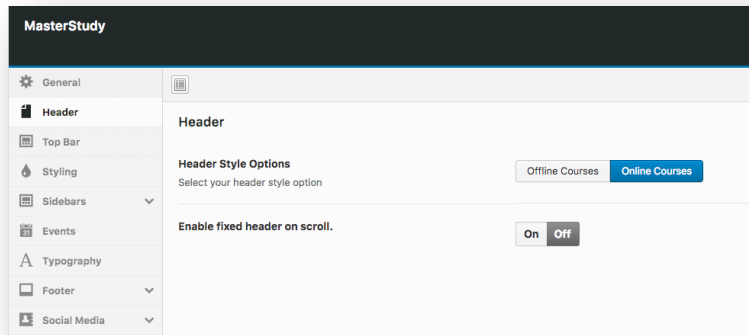 MasterStudy
General
Header
Top Bar
Styling
Sidebars
31
Events
A Typography
Footer
Social Media
Header
Header Style Options
Select your header style option
Offline Courses Online Courses
Enable fixed header on scroll.
On Off